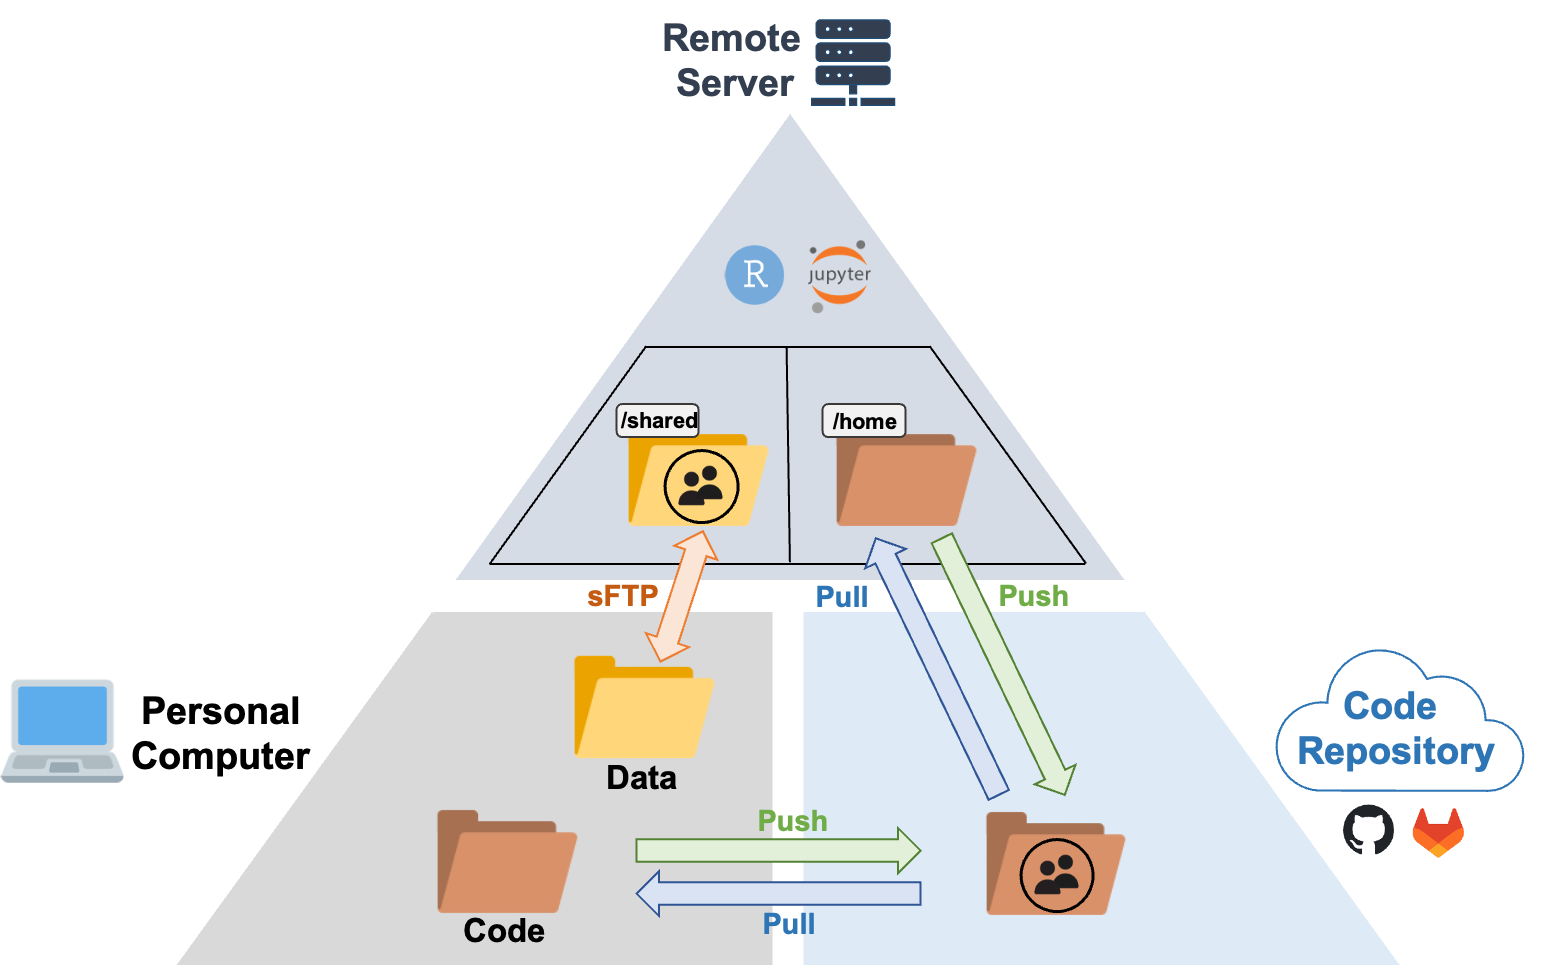 Remote
Server
R
jupyter
/shared
/home
sFTP
Pull
Push
Personal
Computer
Data
Code
Repository
Push
Code
Pull